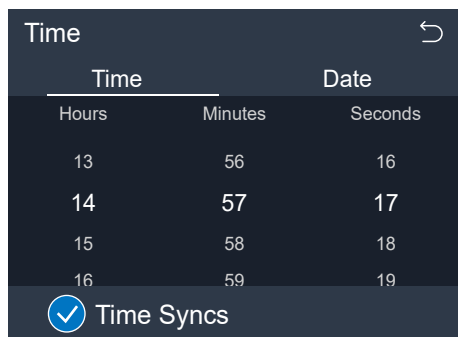 Time
Time Date
Hours Minutes Seconds
13 56 16
14 57 17
15 58 18
16 59 19
Time Syncs